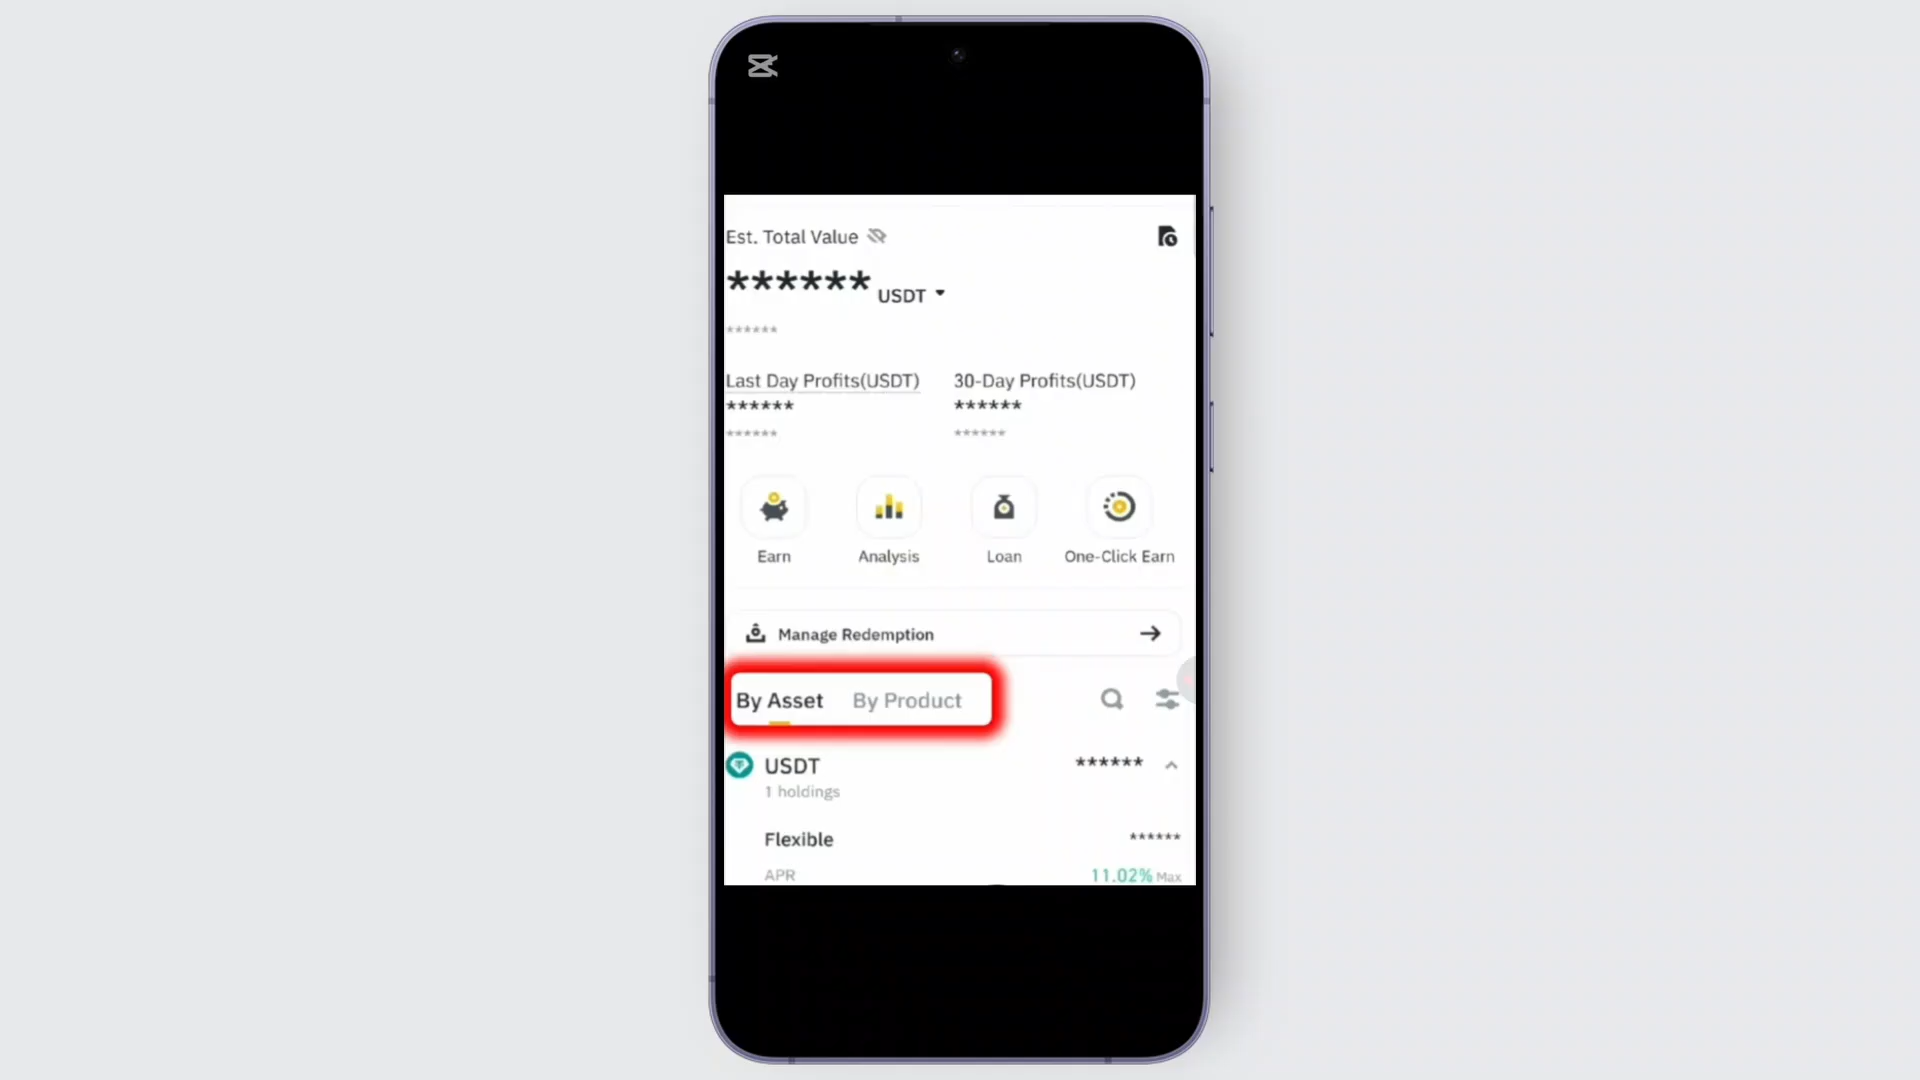 Est. Total Value
****** USDT
******
Last Day Profits(USDT) 30-Day Profits(USDT)
****** ******
****** ******
Earn Analysis Loan One-Click Earn
Manage Redemption
By Asset By Product
USDT ******
1 holdings
Flexible ******
APR 11.02% Max